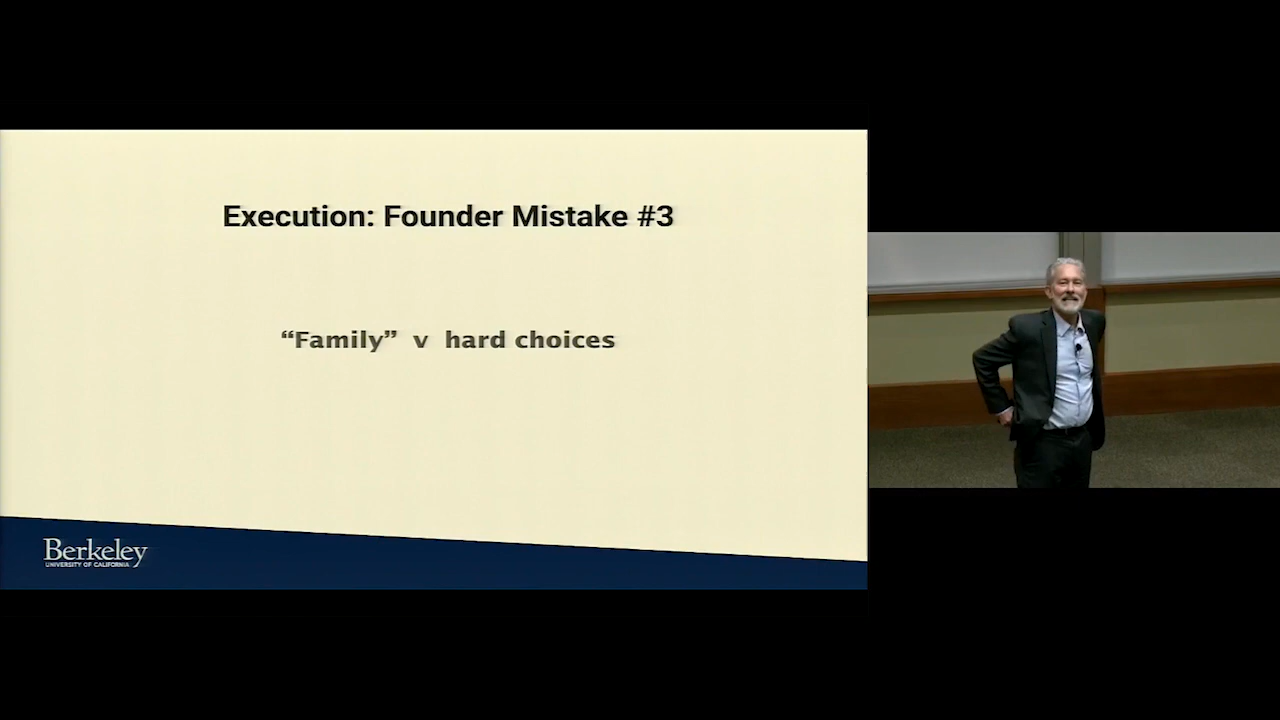 Execution: Founder Mistake #3
“Family” v hard choices
Berkeley
UNIVERSITY OF CALIFORNIA